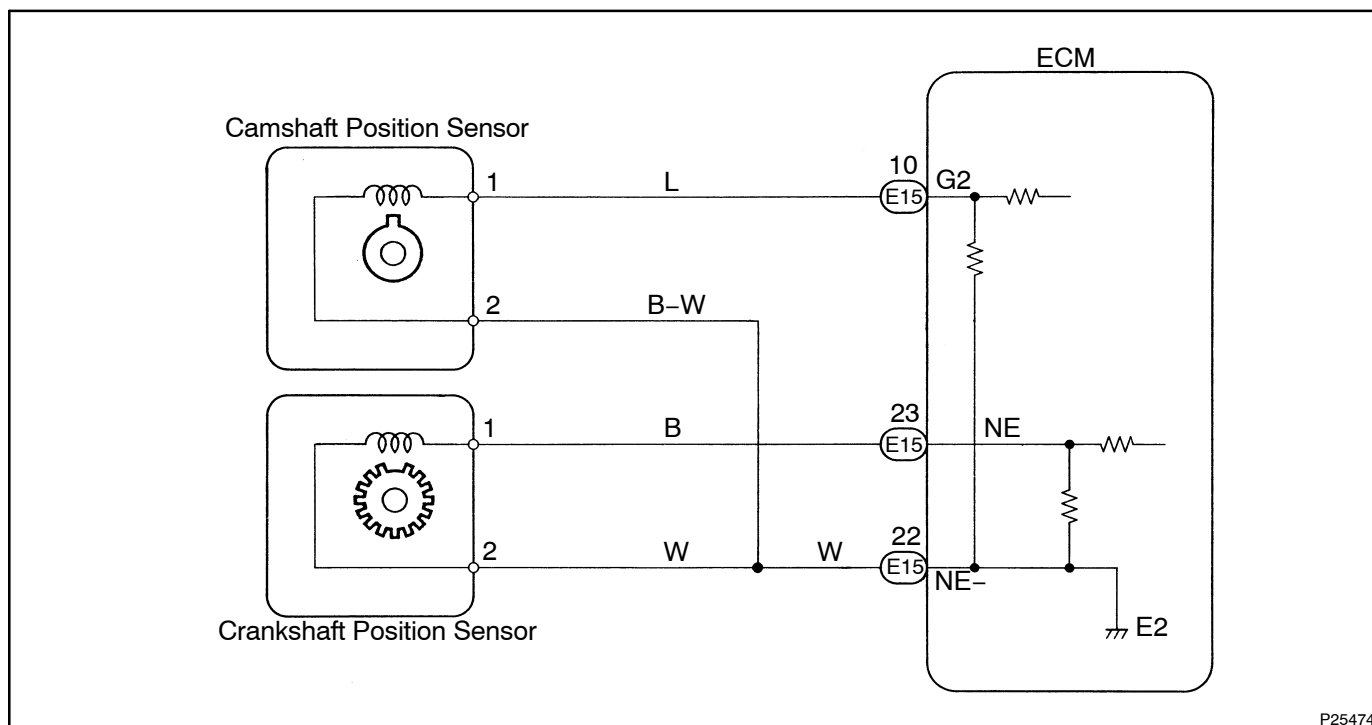 ECM
Camshaft Position Sensor
1
L
10
E15
G2
2
B–W
1
B
23
E15
NE
2
W
W
22
E15
NE–
Crankshaft Position Sensor
E2
P25474